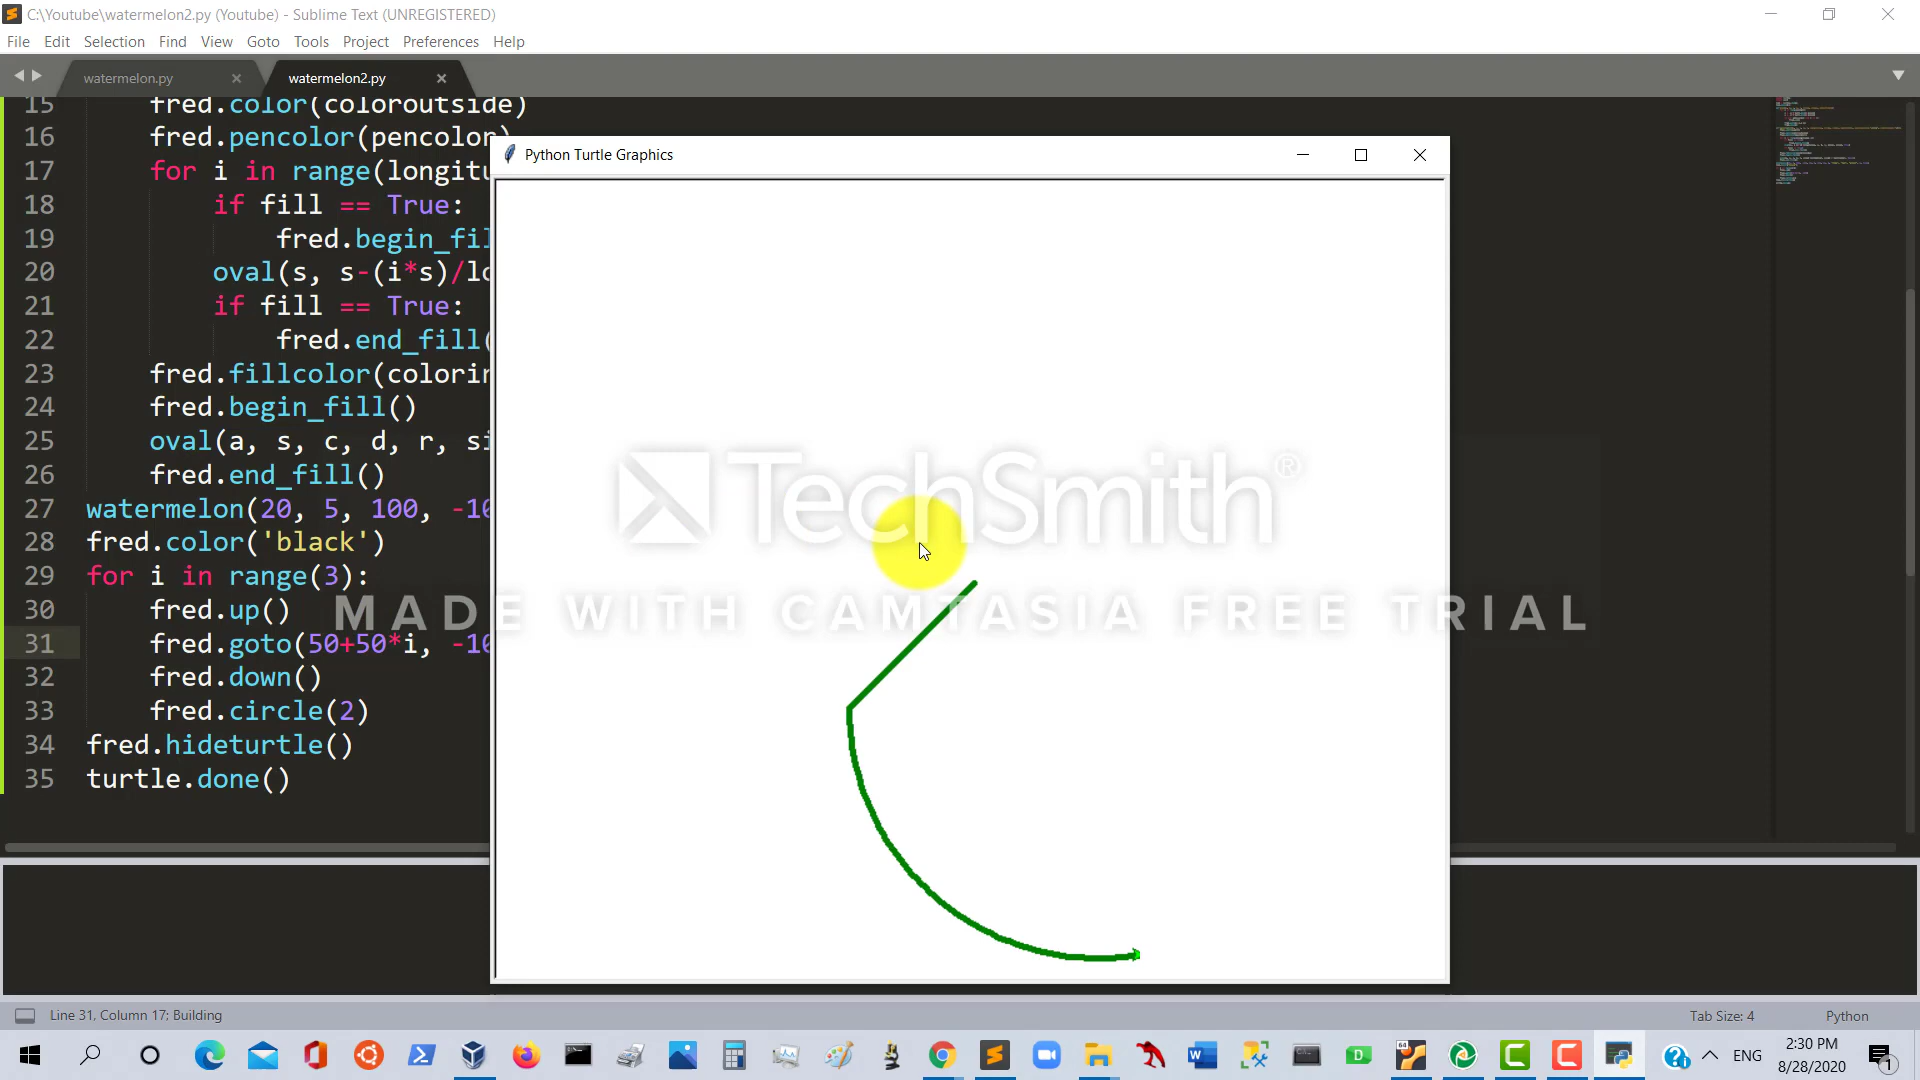 C:\Youtube\watermelon2.py (Youtube) - Sublime Text (UNREGISTERED)
File Edit Selection Find View Goto Tools Project Preferences Help
watermelon.py
watermelon2.py
15 fred.color(coloroutside)
16 fred.pencolor(pencolor)
Python Turtle Graphics
17 for i in range(longitu
18 if fill == True:
19 fred.begin_fil
20 oval(s, s-(i*s)/lo
21 if fill == True:
22 fred.end_fill(
23 fred.fillcolor(colorin
24 fred.begin_fill()
25 oval(a, s, c, d, r, si
26 fred.end_fill()
27 watermelon(20, 5, 100, -10
28 fred.color('black')
29 for i in range(3):
30 fred.up()
31 fred.goto(50+50*i, -10
32 fred.down()
33 fred.circle(2)
34 fred.hideturtle()
35 turtle.done()
TechSmith®
MADE WITH CAMTASIA FREE TRIAL
Line 31, Column 17; Building
Tab Size: 4
Python
ENG
2:30 PM
8/28/2020
1